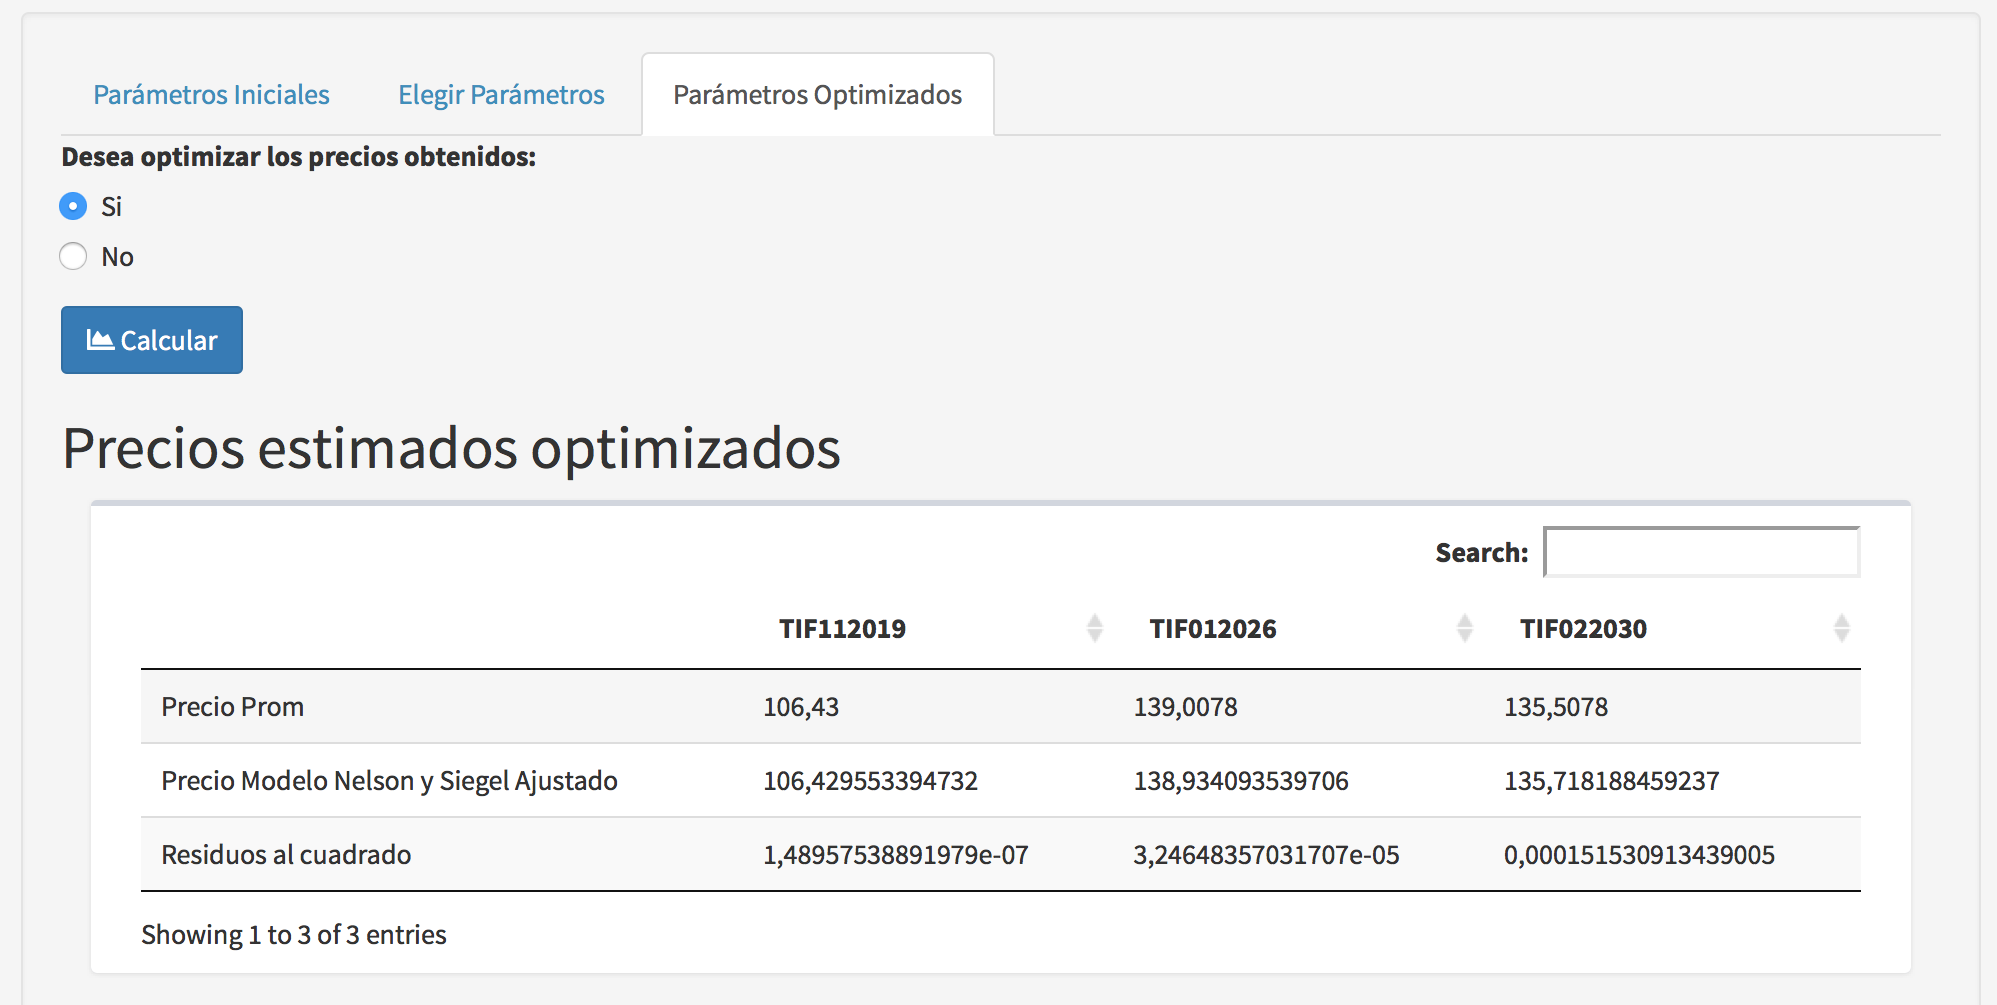 Parámetros Iniciales Elegir Parámetros Parámetros Optimizados
Desea optimizar los precios obtenidos:
Si
No
Calcular
Precios estimados optimizados
Search:
TIF112019 TIF012026 TIF022030
Precio Prom 106,43 139,0078 135,5078
Precio Modelo Nelson y Siegel Ajustado 106,429553394732 138,934093539706 135,718188459237
Residuos al cuadrado 1,48957538891979e-07 3,24648357031707e-05 0,000151530913439005
Showing 1 to 3 of 3 entries